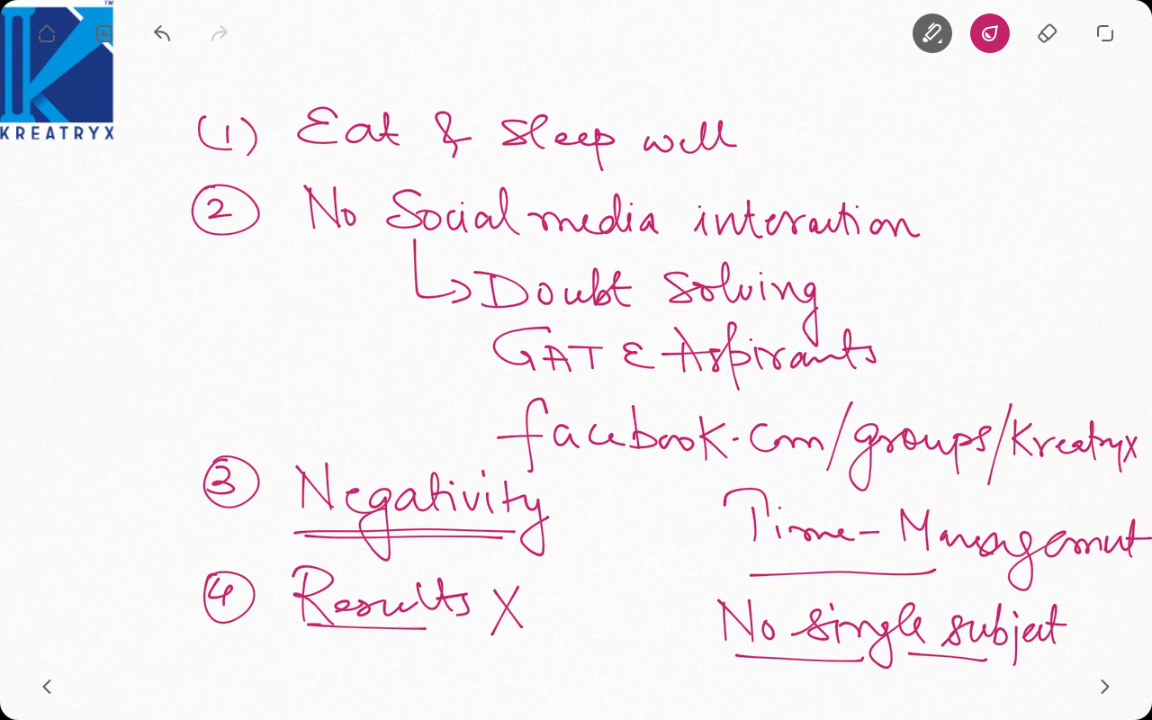 KREATRYX
(1) Eat & Sleep well
② No Social media interaction
↳ Doubt Solving
GATE Aspirants
facebook.com/groups/Kreatryx
③ Negativity
Time-Management
④ Results X
No single subject